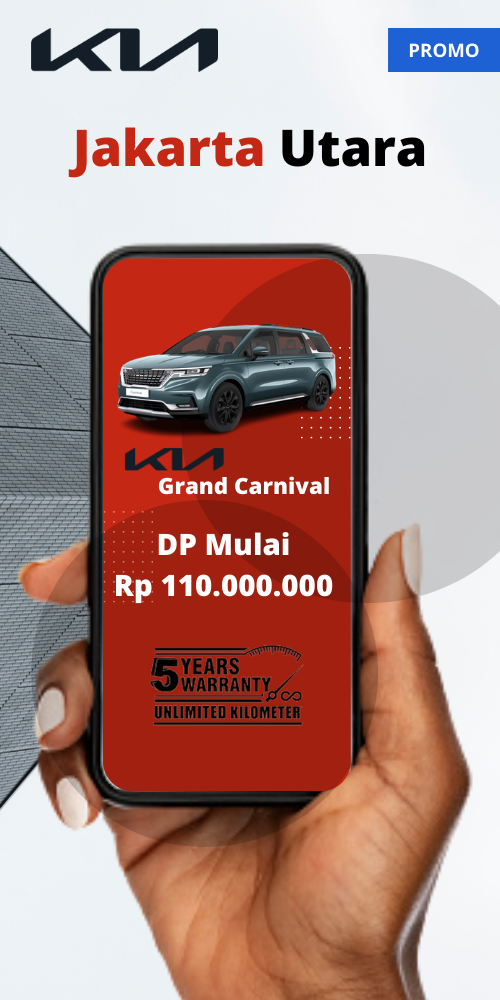 KIA
PROMO
Jakarta Utara
KIA
Grand Carnival
DP Mulai
Rp 110.000.000
5 YEARS
WARRANTY
UNLIMITED KILOMETER